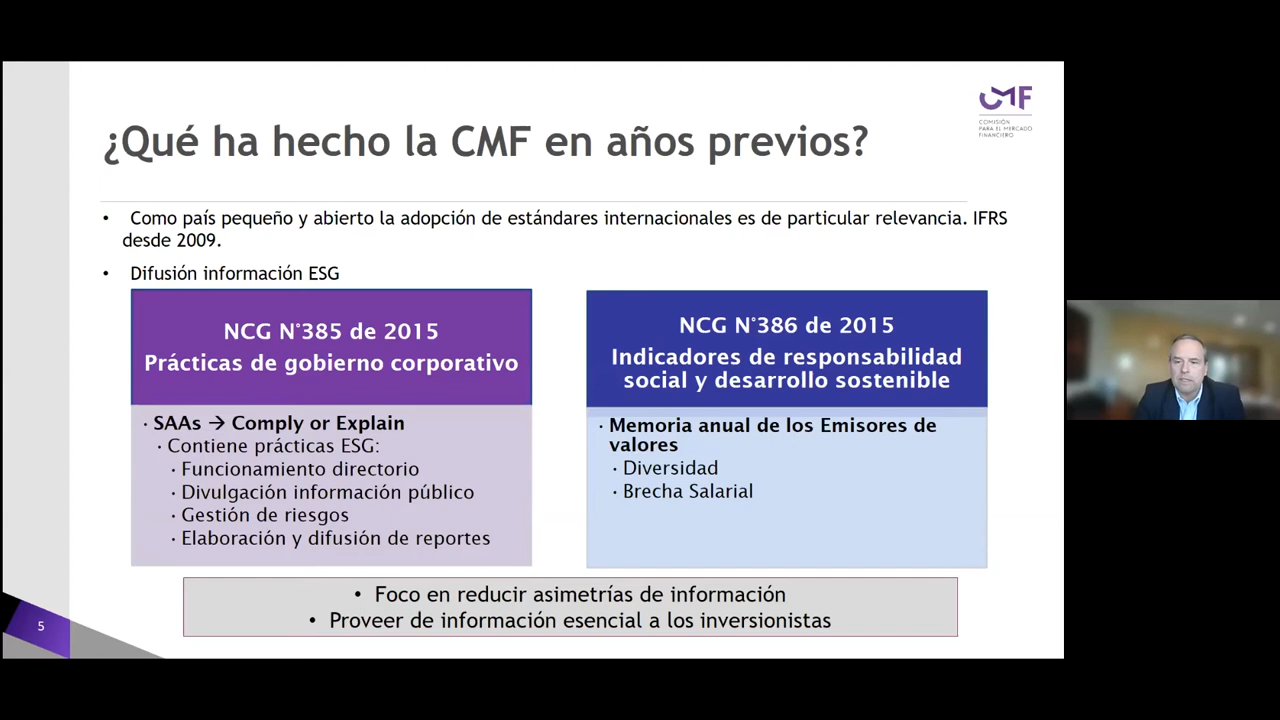 CMF
COMISIÓN
PARA EL MERCADO
FINANCIERO
¿Qué ha hecho la CMF en años previos?
• Como país pequeño y abierto la adopción de estándares internacionales es de particular relevancia. IFRS
desde 2009.
• Difusión información ESG
NCG N°385 de 2015
Prácticas de gobierno corporativo
· SAAs → Comply or Explain
· Contiene prácticas ESG:
· Funcionamiento directorio
· Divulgación información público
· Gestión de riesgos
· Elaboración y difusión de reportes
NCG N°386 de 2015
Indicadores de responsabilidad
social y desarrollo sostenible
· Memoria anual de los Emisores de
valores
· Diversidad
· Brecha Salarial
• Foco en reducir asimetrías de información
• Proveer de información esencial a los inversionistas
5